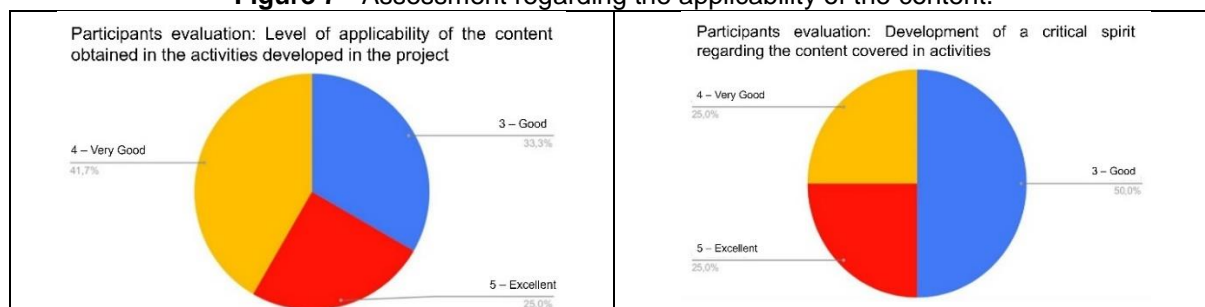 Figure 7 – Assessment regarding the applicability of the content.
Participants evaluation: Level of applicability of the content
obtained in the activities developed in the project
3 – Good
33,3%
4 – Very Good
41,7%
5 – Excellent
25,0%
Participants evaluation: Development of a critical spirit
regarding the content covered in activities
4 – Very Good
25,0%
3 – Good
50,0%
5 – Excellent
25,0%